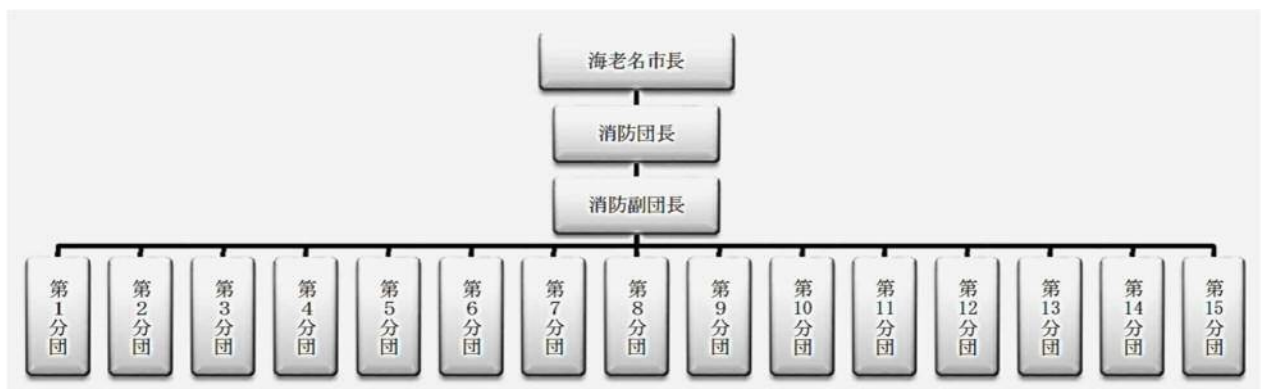 海老名市長
消防団長
消防副団長
第1分団
第2分団
第3分団
第4分団
第5分団
第6分団
第7分団
第8分団
第9分団
第10分団
第11分団
第12分団
第13分団
第14分団
第15分団